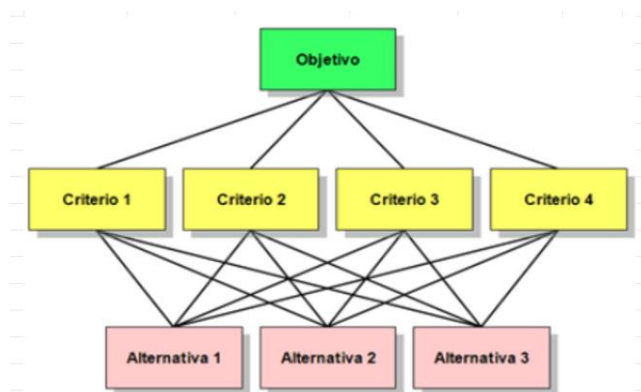 Objetivo
Criterio 1
Criterio 2
Criterio 3
Criterio 4
Alternativa 1
Alternativa 2
Alternativa 3